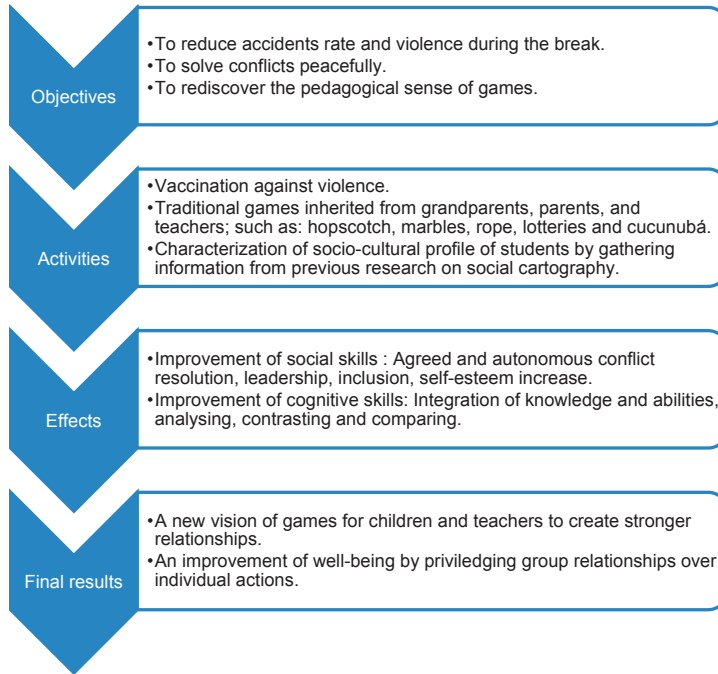 Objectives
•To reduce accidents rate and violence during the break.
•To solve conflicts peacefully.
•To rediscover the pedagogical sense of games.
Activities
•Vaccination against violence.
•Traditional games inherited from grandparents, parents, and
teachers; such as: hopscotch, marbles, rope, lotteries and cucunubá.
•Characterization of socio-cultural profile of students by gathering
information from previous research on social cartography.
Effects
•Improvement of social skills : Agreed and autonomous conflict
resolution, leadership, inclusion, self-esteem increase.
•Improvement of cognitive skills: Integration of knowledge and abilities,
analysing, contrasting and comparing.
Final results
•A new vision of games for children and teachers to create stronger
relationships.
•An improvement of well-being by priviledging group relationships over
individual actions.